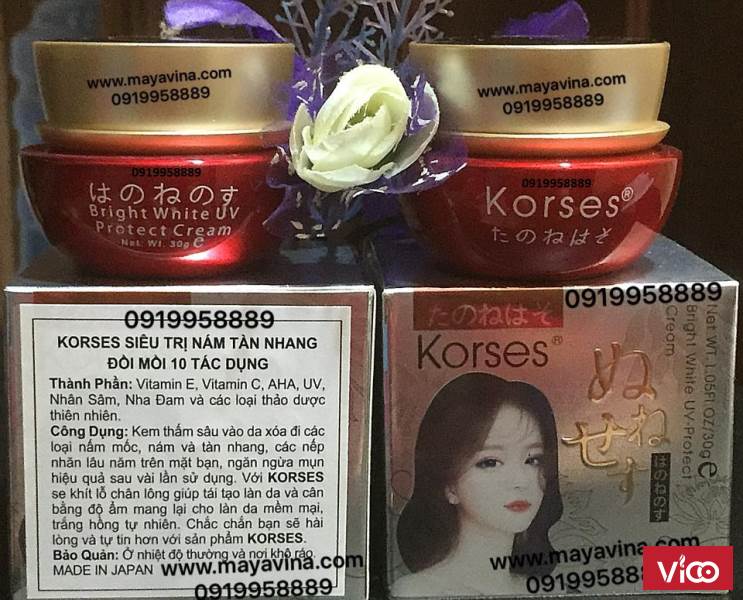 www.mayavina.com
0919958889
0919958889
はのねのす
Bright White UV
Protect Cream
Net. Wt. 30g e
www.mayavina.com
0919958889
0919958889
Korses®
たのねはそ
0919958889
KORSES SIÊU TRỊ NÁM TÀN NHANG
ĐỒI MỒI 10 TÁC DỤNG
Thành Phần: Vitamin E, Vitamin C, AHA, UV,
Nhân Sâm, Nha Đam và các loại thảo dược
thiên nhiên.
Công Dụng: Kem thấm sâu vào da xóa đi các
loại nấm mốc, nám và tàn nhang, các nếp
nhăn lâu năm trên mặt bạn, ngăn ngừa mụn
hiệu quả sau vài lần sử dụng. Với KORSES
se khít lỗ chân lông giúp tái tạo làn da và cân
bằng độ ẩm mang lại cho làn da mềm mại,
trắng hồng tự nhiên. Chắc chắn bạn sẽ hài
lòng và tự tin hơn với sản phẩm KORSES.
Bảo Quản: Ở nhiệt độ thường và nơi khô ráo.
MADE IN JAPAN
www.mayavina.com
0919958889
0919958889
たのねはそ
Korses®
ぬねす
せ
はのねのす
Net WT. 1.05Fl OZ/30g e
Bright White UV-Protect
Cream
www.mayavina.com
091995888
Vico